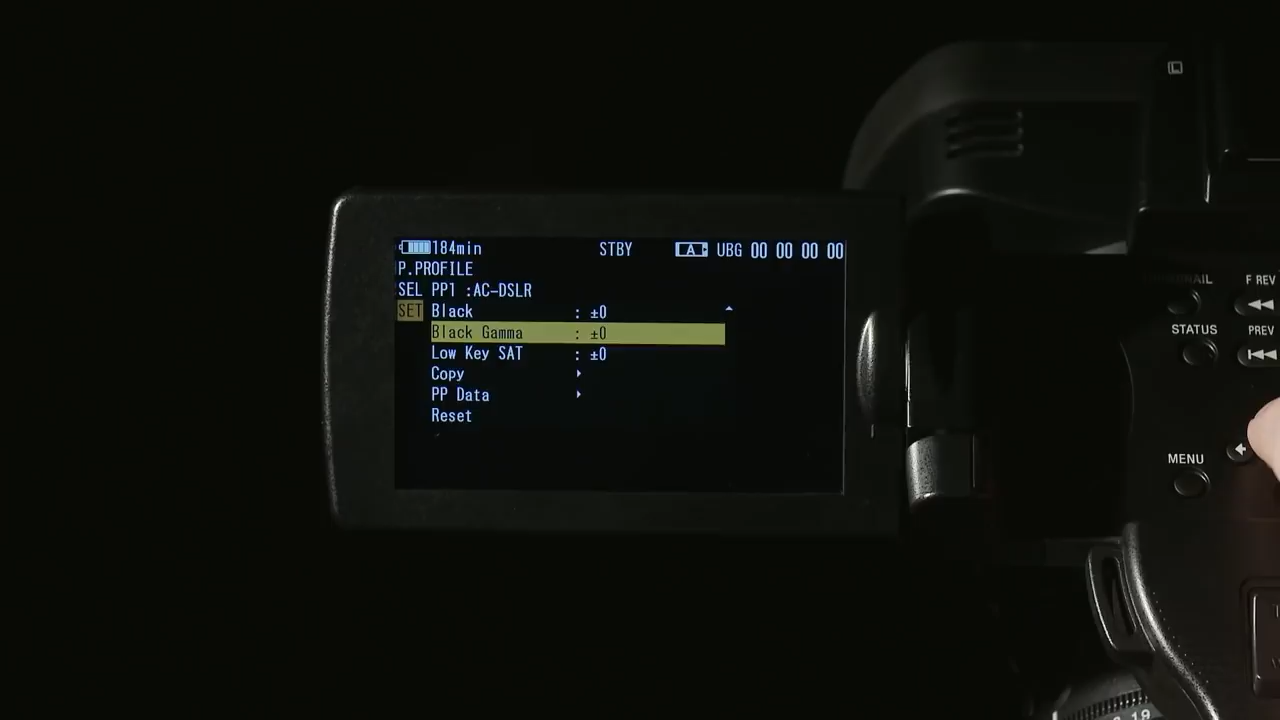 184min STBY A UBG 00 00 00 00
P.PROFILE
SEL PP1 :AC-DSLR
SET Black : ±0
Black Gamma : ±0
Low Key SAT : ±0
Copy
PP Data
Reset
F REV
STATUS PREV
MENU